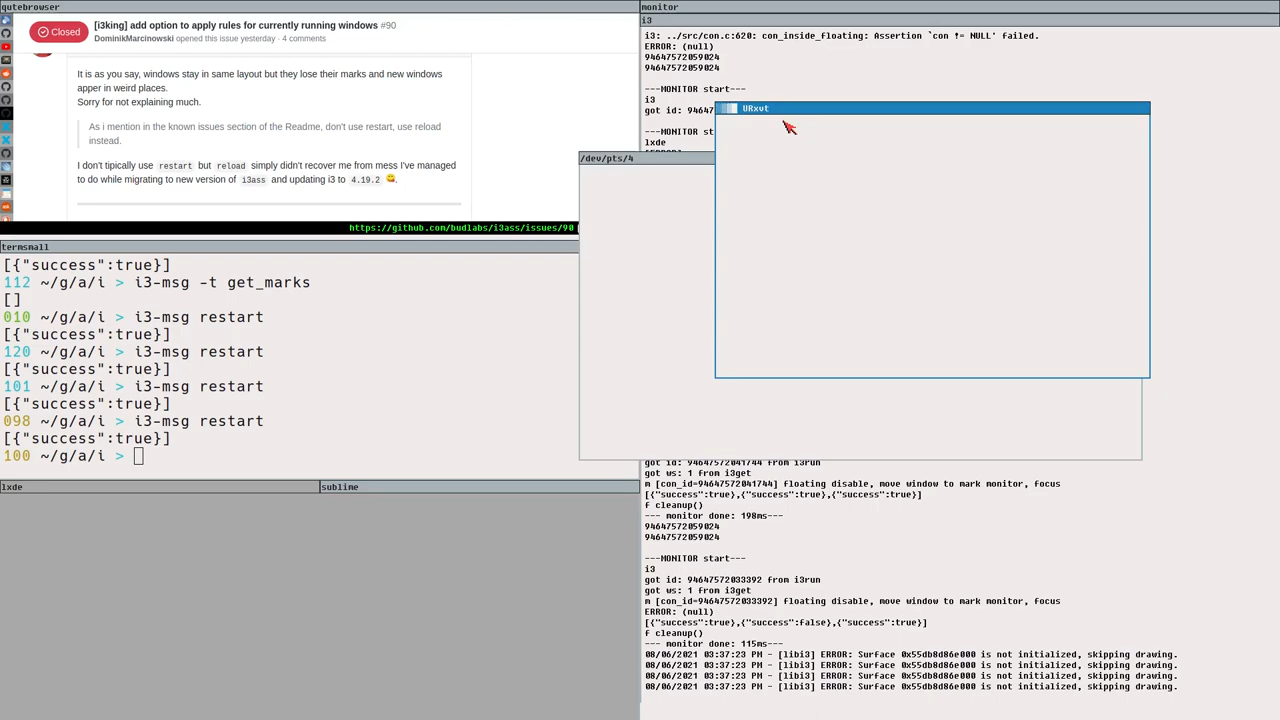 qutebrowser
Closed
[i3king] add option to apply rules for currently running windows #90
DominikMarcinowski opened this issue yesterday · 4 comments
It is as you say, windows stay in same layout but they lose their marks and new windows
apper in weird places.
Sorry for not explaining much.
As i mention in the known issues section of the Readme, don't use restart, use reload
instead.
I don't tipically use restart but reload simply didn't recover me from mess I've managed
to do while migrating to new version of i3ass and updating i3 to 4.19.2
https://github.com/budlabs/i3ass/issues/90
termsmall
[{"success":true}]
112 ~/g/a/i > i3-msg -t get_marks
[]
010 ~/g/a/i > i3-msg restart
[{"success":true}]
120 ~/g/a/i > i3-msg restart
[{"success":true}]
101 ~/g/a/i > i3-msg restart
[{"success":true}]
098 ~/g/a/i > i3-msg restart
[{"success":true}]
100 ~/g/a/i >
lxde
sublime
monitor
i3
i3: ../src/con.c:620: con_inside_floating: Assertion `con != NULL' failed.
ERROR: (null)
94647572059024
94647572059024
---MONITOR start---
i3
got id: 9464757
---MONITOR st
lxde
URxvt
/dev/pts/4
got id: 94647572041744 from i3run
got ws: 1 from i3get
m [con_id=94647572041744] floating disable, move window to mark monitor, focus
[{"success":true},{"success":true},{"success":true}]
f cleanup()
--- monitor done: 198ms---
94647572059024
94647572059024
---MONITOR start---
i3
got id: 94647572033392 from i3run
got ws: 1 from i3get
m [con_id=94647572033392] floating disable, move window to mark monitor, focus
ERROR: (null)
[{"success":true},{"success":false},{"success":true}]
f cleanup()
--- monitor done: 115ms---
08/06/2021 03:37:23 PM - [libi3] ERROR: Surface 0x55db8d86e000 is not initialized, skipping drawing.
08/06/2021 03:37:23 PM - [libi3] ERROR: Surface 0x55db8d86e000 is not initialized, skipping drawing.
08/06/2021 03:37:23 PM - [libi3] ERROR: Surface 0x55db8d86e000 is not initialized, skipping drawing.
08/06/2021 03:37:23 PM - [libi3] ERROR: Surface 0x55db8d86e000 is not initialized, skipping drawing.